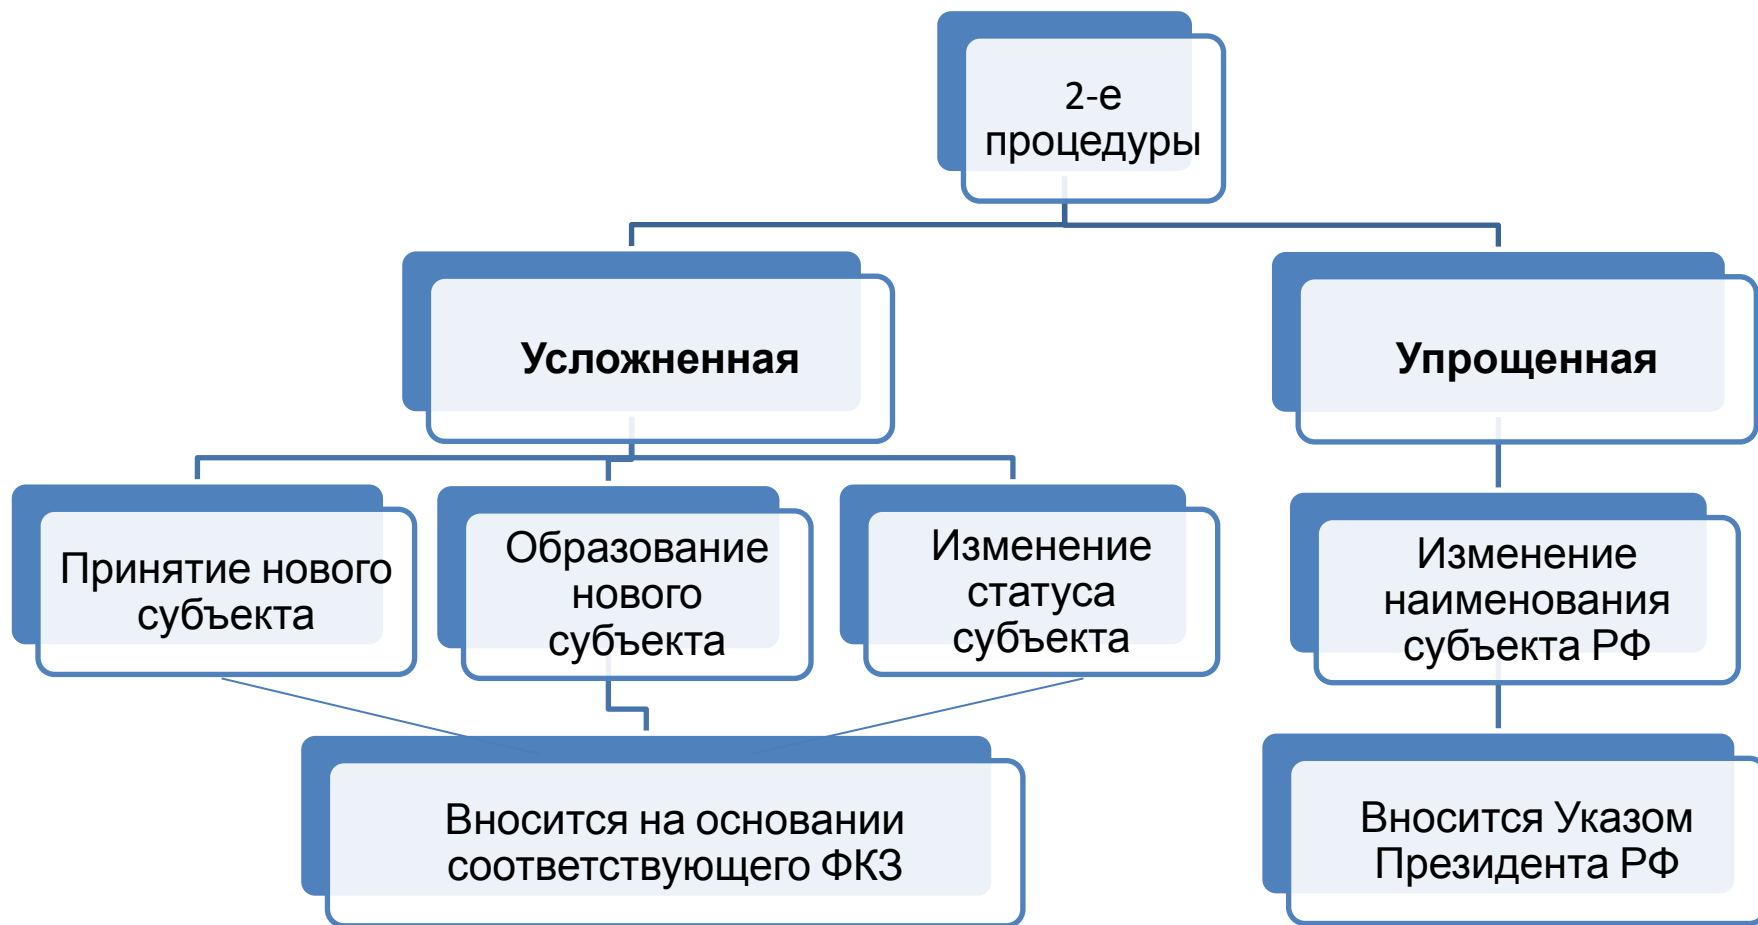 2-е
процедуры
Усложненная
Упрощенная
Принятие нового
субъекта
Образование
нового
субъекта
Изменение
статуса
субъекта
Изменение
наименования
субъекта РФ
Вносится на основании
соответствующего ФКЗ
Вносится Указом
Президента РФ